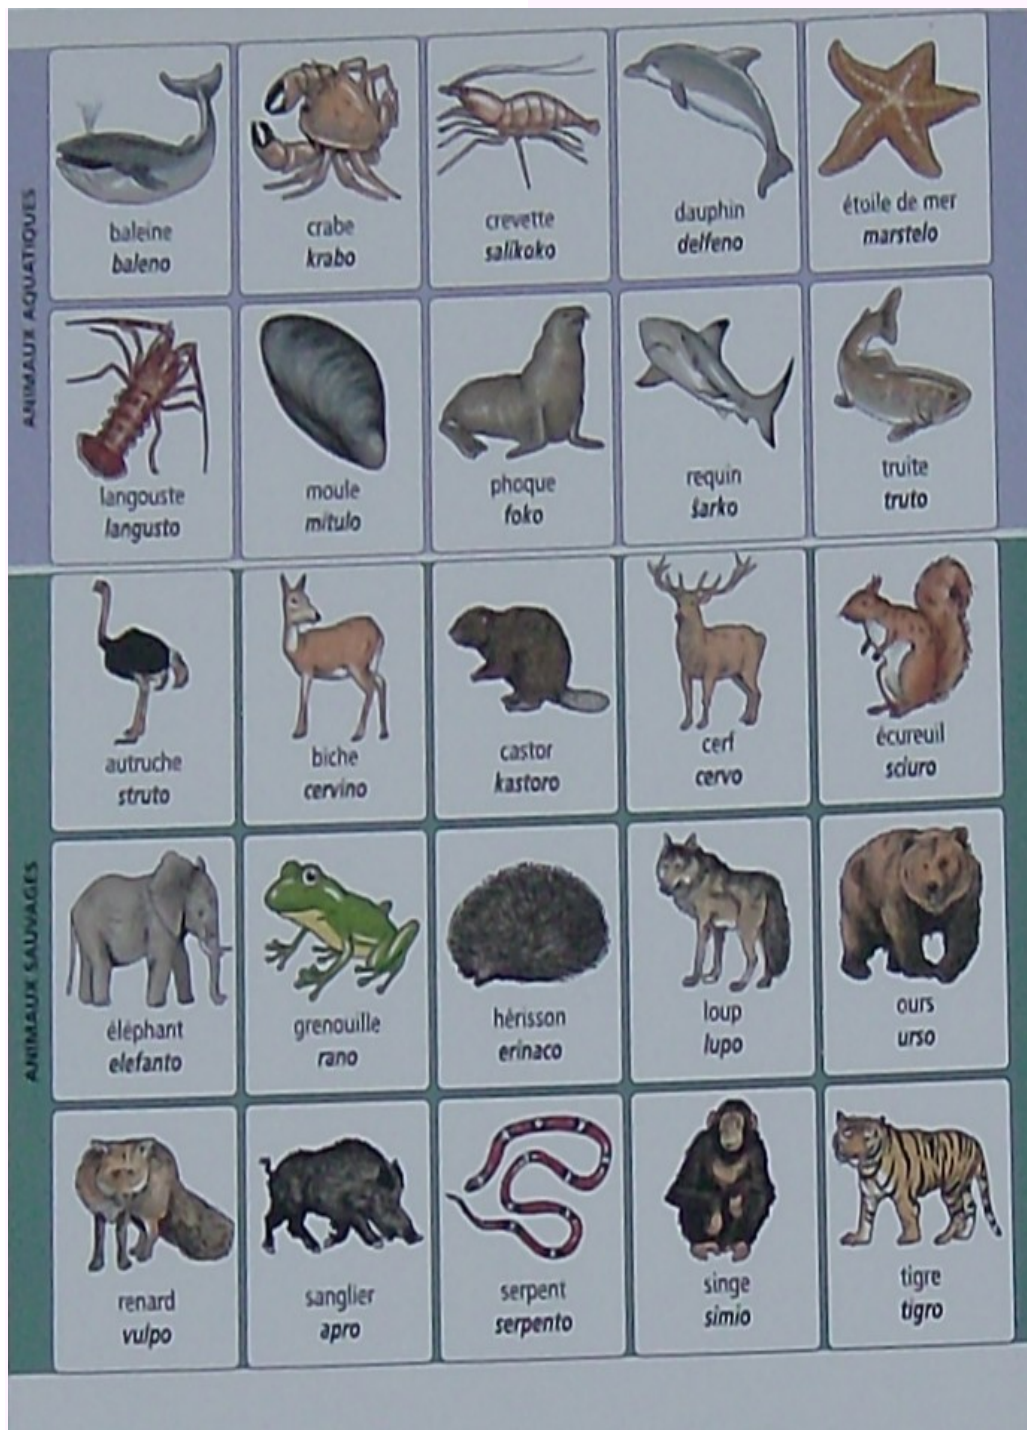 ANIMAUX AQUATIQUES
baleine
baleno
crabe
krabo
crevette
salikoko
dauphin
delfeno
étoile de mer
marstelo
langouste
langusto
moule
mitulo
phoque
foko
requin
ŝarko
truite
truto
ANIMAUX SAUVAGES
autruche
struto
biche
cervino
castor
kastoro
cerf
cervo
écureuil
sciuro
éléphant
elefanto
grenouille
rano
hérisson
erinaco
loup
lupo
ours
urso
renard
vulpo
sanglier
apro
serpent
serpento
singe
simio
tigre
tigro